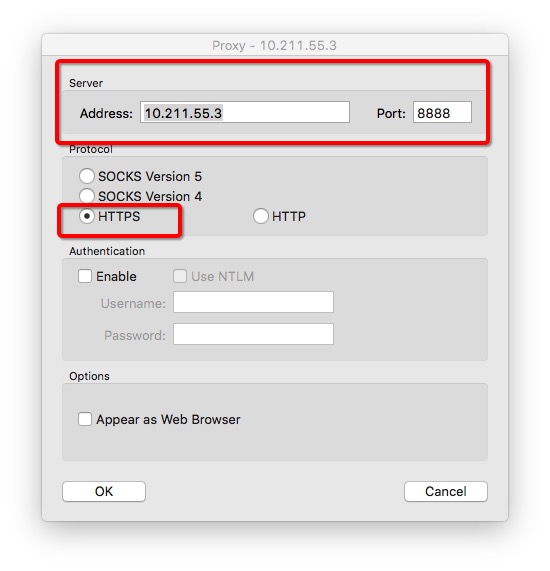 Proxy - 10.211.55.3
Server
Address: 10.211.55.3 Port: 8888
Protocol
SOCKS Version 5
SOCKS Version 4
HTTPS HTTP
Authentication
Enable Use NTLM
Username:
Password:
Options
Appear as Web Browser
OK Cancel